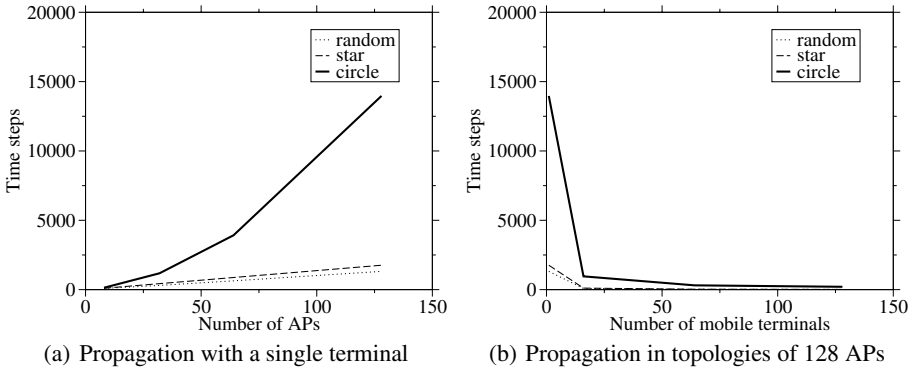 20000
15000
10000
5000
0
Time steps
random
star
circle
0 50 100 150
Number of APs
(a) Propagation with a single terminal
20000
15000
10000
5000
0
Time steps
random
star
circle
0 50 100 150
Number of mobile terminals
(b) Propagation in topologies of 128 APs